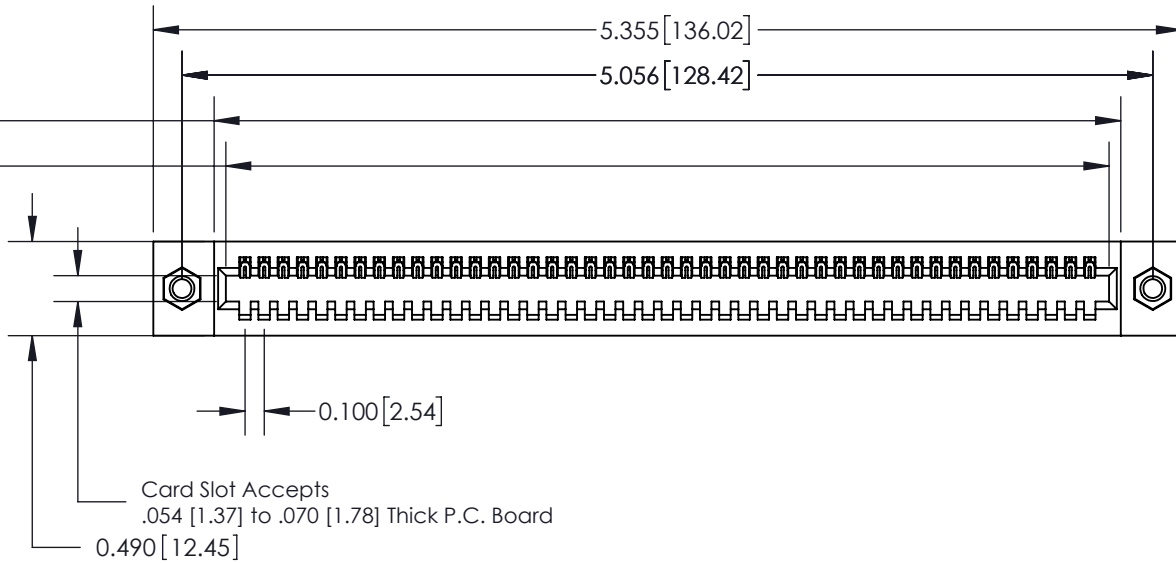 5.355[136.02]
5.056[128.42]
0.100[2.54]
Card Slot Accepts
.054 [1.37] to .070 [1.78] Thick P.C. Board
0.490[12.45]